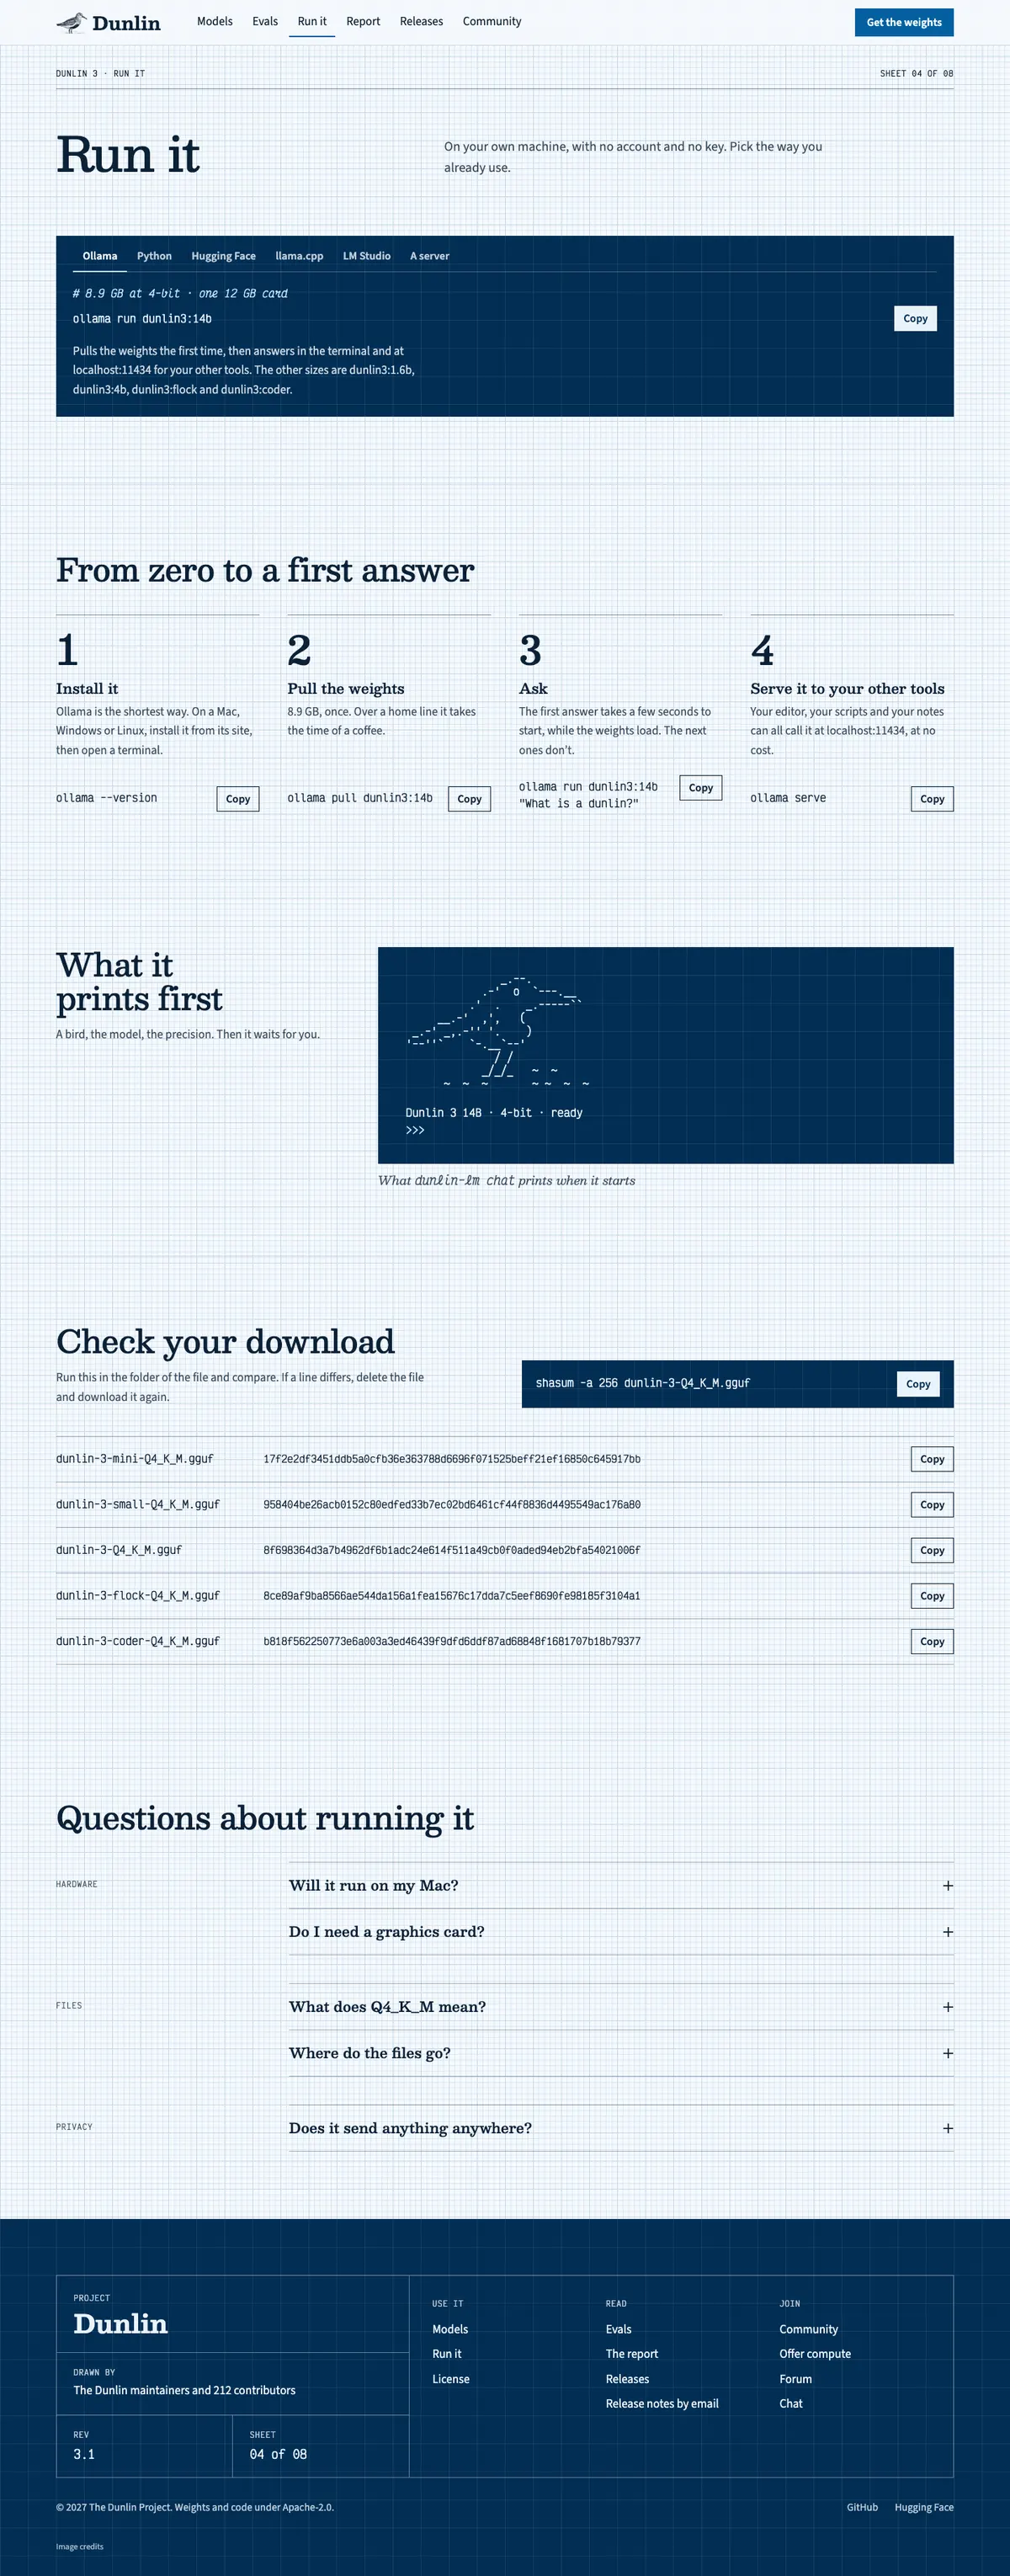 Dunlin
Models
Evals
Run it
Report
Releases
Community
Get the weights
DUNLIN 3 · RUN IT
SHEET 04 OF 08
Run it
On your own machine, with no account and no key. Pick the way you
already use.
Ollama
Python
Hugging Face
llama.cpp
LM Studio
A server
# 8.9 GB at 4-bit · one 12 GB card
ollama run dunlin3:14b
Copy
Pulls the weights the first time, then answers in the terminal and at
localhost:11434 for your other tools. The other sizes are dunlin3:1.6b,
dunlin3:4b, dunlin3:flock and dunlin3:coder.
From zero to a first answer
1
Install it
Ollama is the shortest way. On a Mac,
Windows or Linux, install it from its site,
then open a terminal.
ollama --version
Copy
2
Pull the weights
8.9 GB, once. Over a home line it takes
the time of a coffee.
ollama pull dunlin3:14b
Copy
3
Ask
The first answer takes a few seconds to
start, while the weights load. The next
ones don't.
ollama run dunlin3:14b
"What is a dunlin?"
Copy
4
Serve it to your other tools
Your editor, your scripts and your notes
can all call it at localhost:11434, at no
cost.
ollama serve
Copy
What it
prints first
A bird, the model, the precision. Then it waits for you.
Dunlin 3 14B · 4-bit · ready
>>>
What dunlin-lm chat prints when it starts
Check your download
Run this in the folder of the file and compare. If a line differs, delete the file
and download it again.
shasum -a 256 dunlin-3-Q4_K_M.gguf
Copy
dunlin-3-mini-Q4_K_M.gguf
17f2e2df3451ddb5a0cfb36e363788d6696f071525beff21ef16850c645917bb
Copy
dunlin-3-small-Q4_K_M.gguf
958404be26acb0152c80edfed33b7ec02bd6461cf44f8836d4495549ac176a80
Copy
dunlin-3-Q4_K_M.gguf
8f698364d3a7b4962df6b1adc24e614f511a49cb0f0aded94eb2bfa54021006f
Copy
dunlin-3-flock-Q4_K_M.gguf
8ce89af9ba8566ae544da156a1fea15676c17dda7c5eef8690fe98185f3104a1
Copy
dunlin-3-coder-Q4_K_M.gguf
b818f562250773e6a003a3ed46439f9dfd6ddf87ad68848f1681707b18b79377
Copy
Questions about running it
HARDWARE
Will it run on my Mac?
Do I need a graphics card?
FILES
What does Q4_K_M mean?
Where do the files go?
PRIVACY
Does it send anything anywhere?
PROJECT
Dunlin
DRAWN BY
The Dunlin maintainers and 212 contributors
REV
3.1
SHEET
04 of 08
USE IT
Models
Run it
License
READ
Evals
The report
Releases
Release notes by email
JOIN
Community
Offer compute
Forum
Chat
© 2027 The Dunlin Project. Weights and code under Apache-2.0.
GitHub
Hugging Face
Image credits